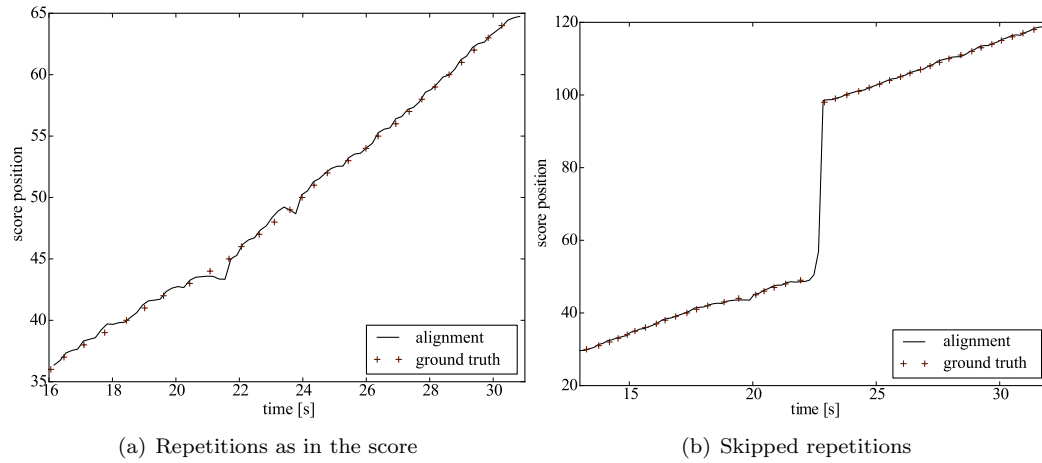 65
60
55
50
45
40
35
score position
16
18
20
22
24
26
28
30
time [s]
alignment
ground truth
(a) Repetitions as in the score
120
100
80
60
40
20
score position
15
20
25
30
time [s]
alignment
ground truth
(b) Skipped repetitions